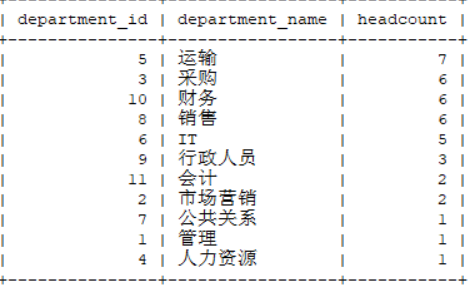 | department_id | department_name | headcount |
+---------------+-----------------+-----------+
| 5 | 运输 | 7 |
| 3 | 采购 | 6 |
| 10 | 财务 | 6 |
| 8 | 销售 | 6 |
| 6 | IT | 5 |
| 9 | 行政人员 | 3 |
| 11 | 会计 | 2 |
| 2 | 市场营销 | 2 |
| 7 | 公共关系 | 1 |
| 1 | 管理 | 1 |
| 4 | 人力资源 | 1 |
+---------------+-----------------+-----------+